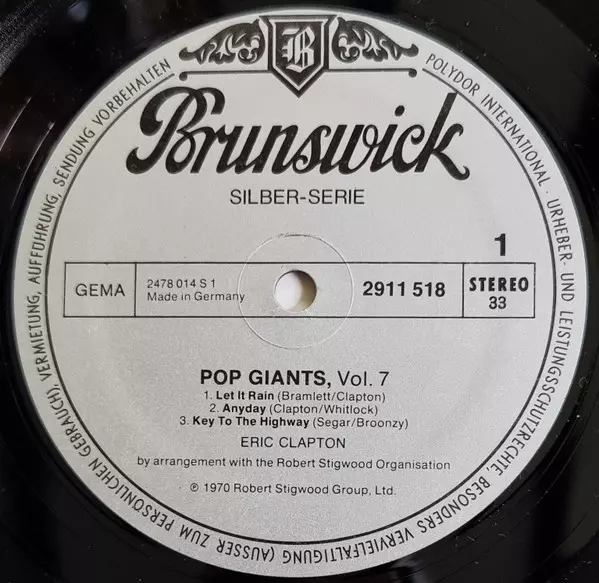 B
Brunswick
SILBER-SERIE
1
GEMA
2478 014 S 1
Made in Germany
2911 518
STEREO
33
POP GIANTS, Vol. 7
1. Let It Rain (Bramlett/Clapton)
2. Anyday (Clapton/Whitlock)
3. Key To The Highway (Segar/Broonzy)
ERIC CLAPTON
by arrangement with the Robert Stigwood Organisation
℗ 1970 Robert Stigwood Group, Ltd.
POLYDOR INTERNATIONAL · URHEBER- UND LEISTUNGSSCHUTZRECHTE, BESONDERS VERVIELFÄLTIGUNG (AUSSER ZUM PERSÖNLICHEN GEBRAUCH), VERMIETUNG, AUFFÜHRUNG, SENDUNG VORBEHALTEN